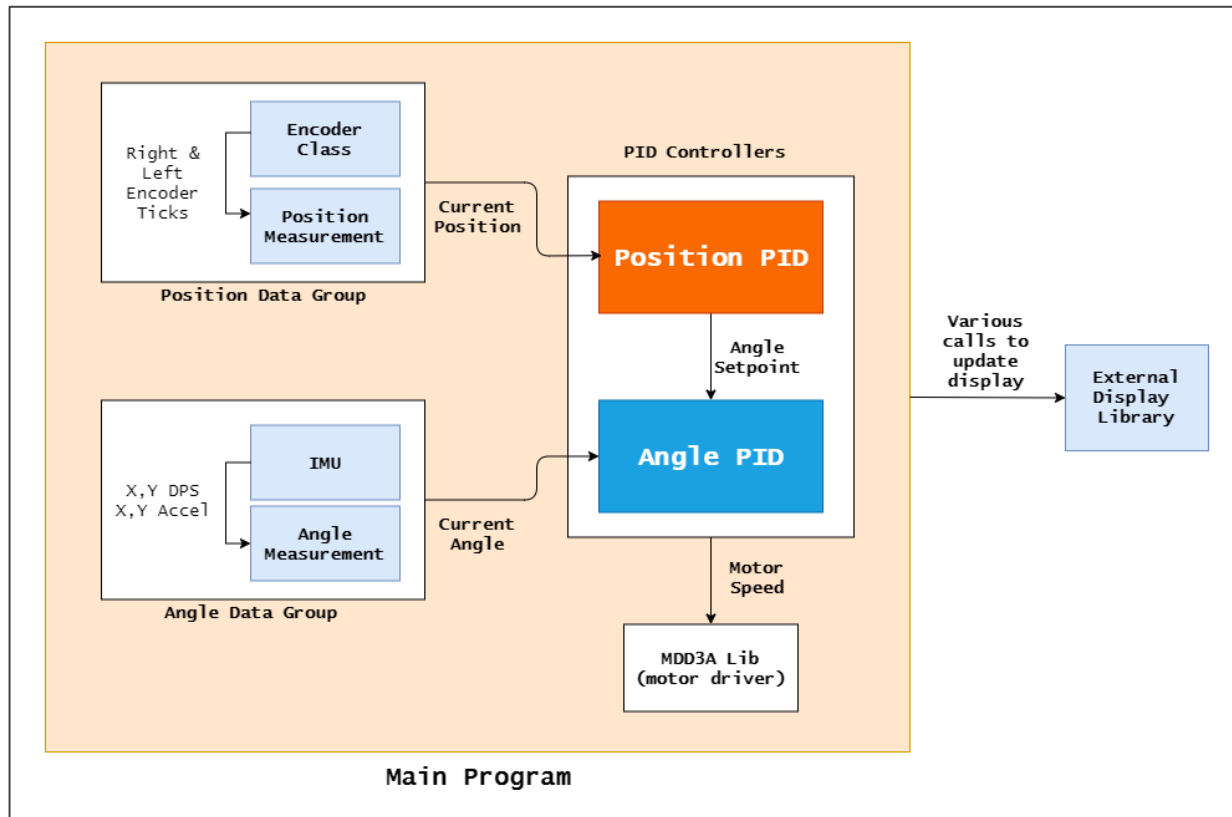 Encoder
Class
Right &
Left
Encoder
Ticks
Position
Measurement
Position Data Group
Current
Position
PID Controllers
Position PID
Angle
Setpoint
Angle PID
IMU
X,Y DPS
X,Y Accel
Angle
Measurement
Angle Data Group
Current
Angle
Motor
Speed
MDD3A Lib
(motor driver)
Various
calls to
update
display
External
Display
Library
Main Program